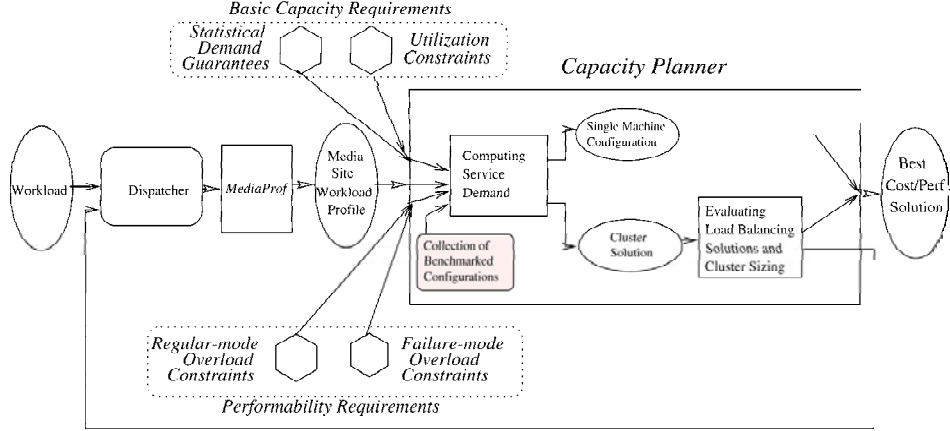 Basic Capacity Requirements
Statistical
Demand
Guarantees
Utilization
Constraints
Capacity Planner
Workload
Dispatcher
MediaProf
Media
Site
Workload
Profile
Computing
Service
Demand
Single Machine
Configuration
Collection of
Benchmarked
Configurations
Cluster
Solution
Evaluating
Load Balancing
Solutions and
Cluster Sizing
Best
Cost/Perf
Solution
Regular-mode
Overload
Constraints
Failure-mode
Overload
Constraints
Performability Requirements